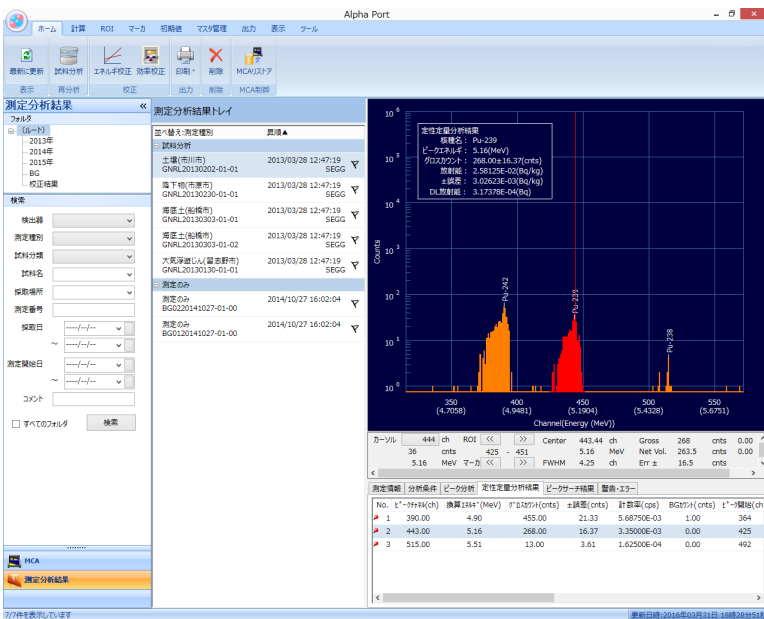 Alpha Port
ホーム 計算 ROI マーカ 初期値 マスタ管理 出力 表示 ツール
最新に更新 試料分析 エネルギ校正 効率校正 印刷 削除 MCAリストア
表示 再分析 校正 出力 削除 MCA制御
測定分析結果 «
フォルダ
(ルート)
2013年
2014年
2015年
BG
校正結果
検索
検出器
測定種別
試料分類
試料名
採取場所
測定番号
採取日 ----/--/--
~ ----/--/--
測定開始日 ----/--/--
~ ----/--/--
コメント
すべてのフォルダ 検索
MCA
測定分析結果
測定分析結果トレイ
並べ替え:測定種別 昇順▲
試料分析
土壌(市川市) 2013/03/28 12:47:19
GNRL20130202-01-01 SEGG
降下物(市原市) 2013/03/28 12:47:19
GNRL20130230-01-01 SEGG
海底土(船橋市) 2013/03/28 12:47:19
GNRL20130303-01-01 SEGG
海底土(船橋市) 2013/03/28 12:47:19
GNRL20130303-01-02 SEGG
大気浮遊じん(習志野市) 2013/03/28 12:47:19
GNRL20130130-01-01 SEGG
測定のみ
測定のみ 2014/10/27 16:02:04
BG0220141027-01-00
測定のみ 2014/10/27 16:02:04
BG0120141027-01-00
定性定量分析結果
核種名： Pu-239
ピークエネルギ： 5.16(MeV)
グロスカウント： 268.00±16.37(cnts)
放射能： 2.58125E-02(Bq/kg)
±誤差： 3.02623E-03(Bq/kg)
DL放射能： 3.17378E-04(Bq)
10 6
10 5
10 4
10 3
10 2
10 1
10 0
Counts
Pu-242
Pu-239
Pu-238
350 400 450 500 550
(4.7058) (4.9481) (5.1904) (5.4328) (5.6751)
Channel(Energy (MeV))
カーソル 444 ch ROI << >> Center 443.44 ch Gross 268 cnts 0.00
36 cnts 425 - 451 5.16 MeV Net Vol. 263.5 cnts 0.00
5.16 MeV マーカ << >> FWHM 4.25 ch Err ± 16.5 cnts
測定情報 分析条件 ピーク分析 定性定量分析結果 ピークサーチ結果 警告・エラー
No. ピークチャネル(ch) 換算エネルギ(MeV) グロスカウント(cnts) ±誤差(cnts) 計数率(cps) BGカウント(cnts) ピーク開始(ch
1 390.00 4.90 455.00 21.33 5.68750E-03 1.00 364
2 443.00 5.16 268.00 16.37 3.35000E-03 0.00 425
3 515.00 5.51 13.00 3.61 1.62500E-04 0.00 492
7/7件を表示しています 更新日時:2016年03月31日 18時28分51秒